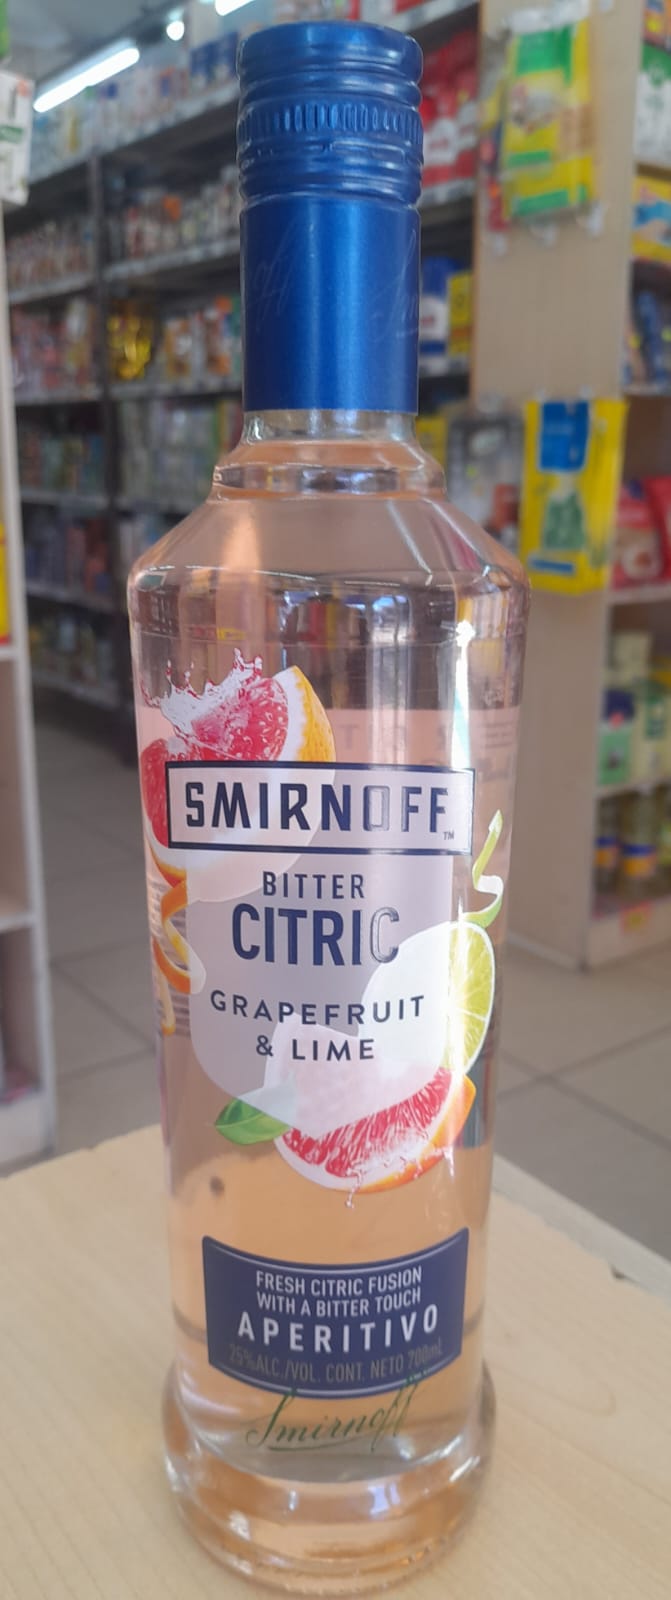 SMIRNOFF™
BITTER
CITRIC
GRAPEFRUIT
& LIME
FRESH CITRIC FUSION
WITH A BITTER TOUCH
APERITIVO
25%ALC./VOL. CONT. NETO 700mL
Smirnoff